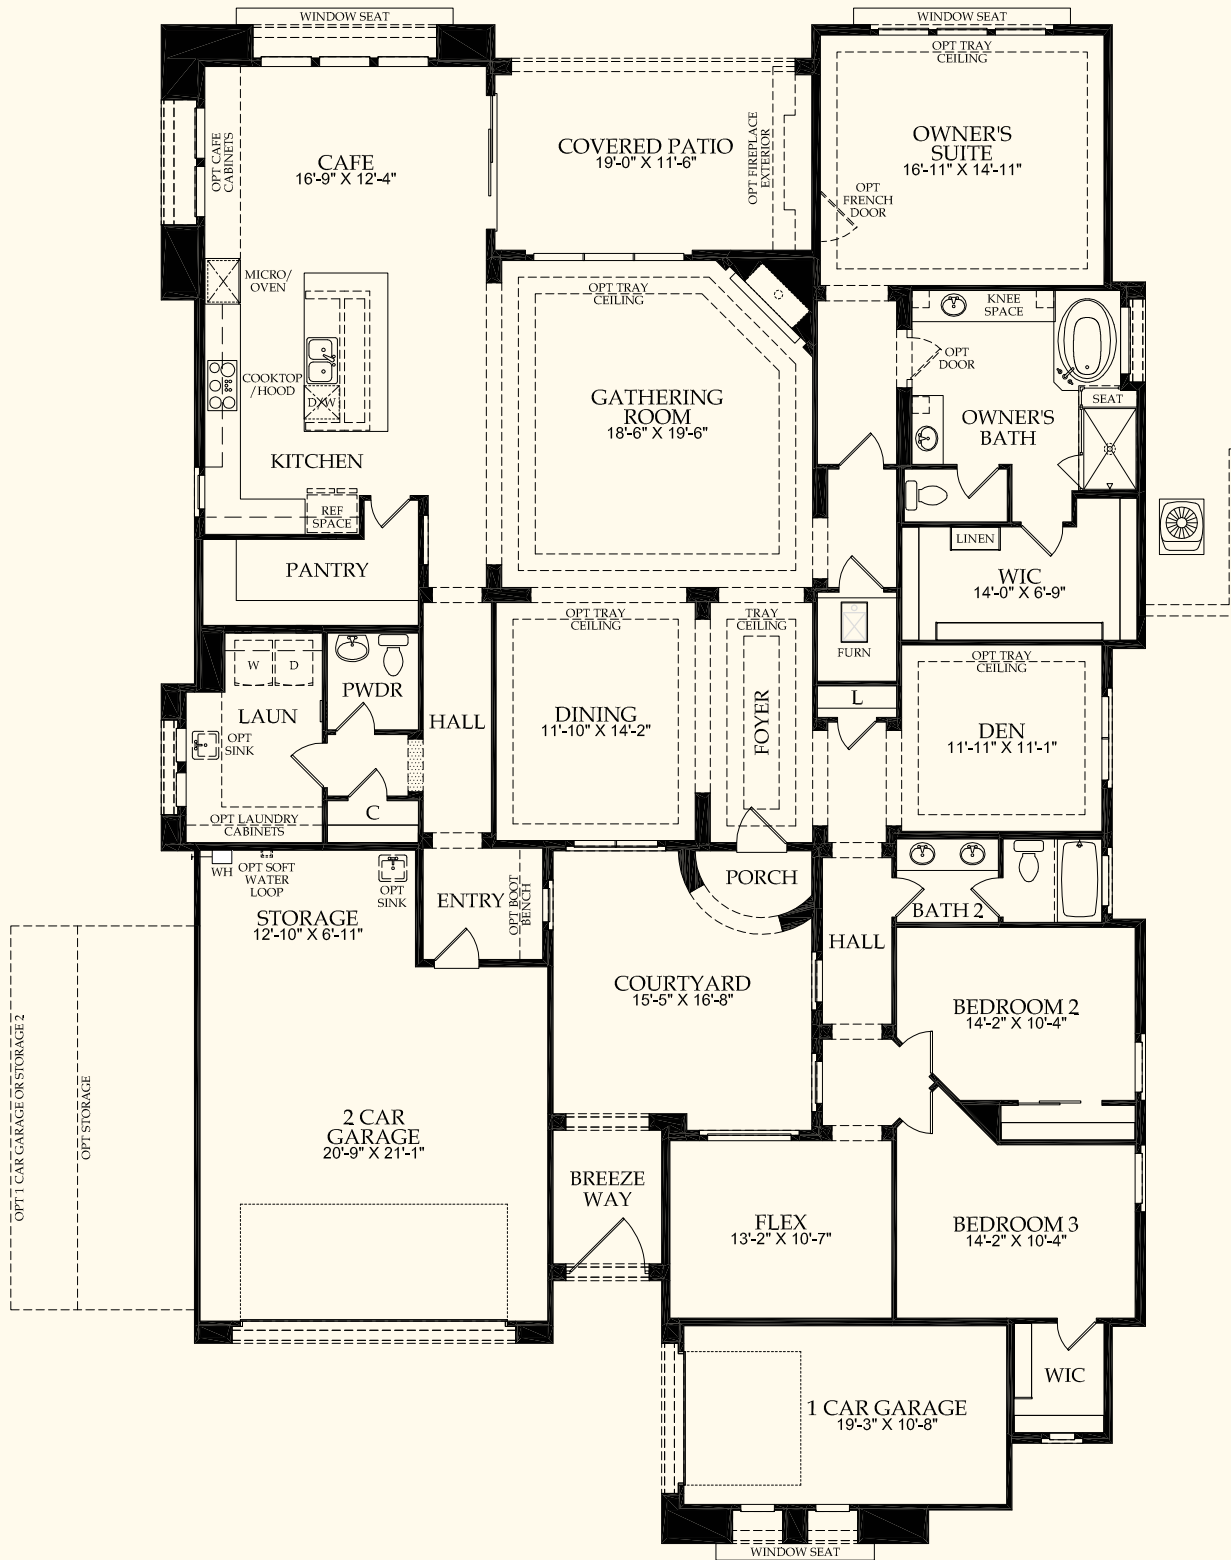 WINDOW SEAT
WINDOW SEAT
OPT TRAY
CEILING
OPT CAFE
CABINETS
CAFE
16'-9" X 12'-4"
COVERED PATIO
19'-0" X 11'-6"
OPT FIREPLACE
EXTERIOR
OWNER'S
SUITE
16'-11" X 14'-11"
OPT
FRENCH
DOOR
MICRO/
OVEN
OPT TRAY
CEILING
KNEE
SPACE
OPT
DOOR
COOKTOP
/HOOD
D/W
GATHERING
ROOM
18'-6" X 19'-6"
SEAT
OWNER'S
BATH
KITCHEN
REF
SPACE
LINEN
PANTRY
WIC
14'-0" X 6'-9"
OPT TRAY
CEILING
TRAY
CEILING
FURN
OPT TRAY
CEILING
W
D
PWDR
LAUN
OPT
SINK
HALL
DINING
11'-10" X 14'-2"
FOYER
L
DEN
11'-11" X 11'-1"
C
OPT LAUNDRY
CABINETS
WH
OPT SOFT
WATER
LOOP
OPT
SINK
STORAGE
12'-10" X 6'-11"
ENTRY
OPT BOOT
BENCH
PORCH
BATH 2
HALL
COURTYARD
15'-5" X 16'-8"
BEDROOM 2
14'-2" X 10'-4"
OPT 1 CAR GARAGE OR STORAGE 2
OPT STORAGE
2 CAR
GARAGE
20'-9" X 21'-1"
BREEZE
WAY
FLEX
13'-2" X 10'-7"
BEDROOM 3
14'-2" X 10'-4"
WIC
1 CAR GARAGE
19'-3" X 10'-8"
WINDOW SEAT